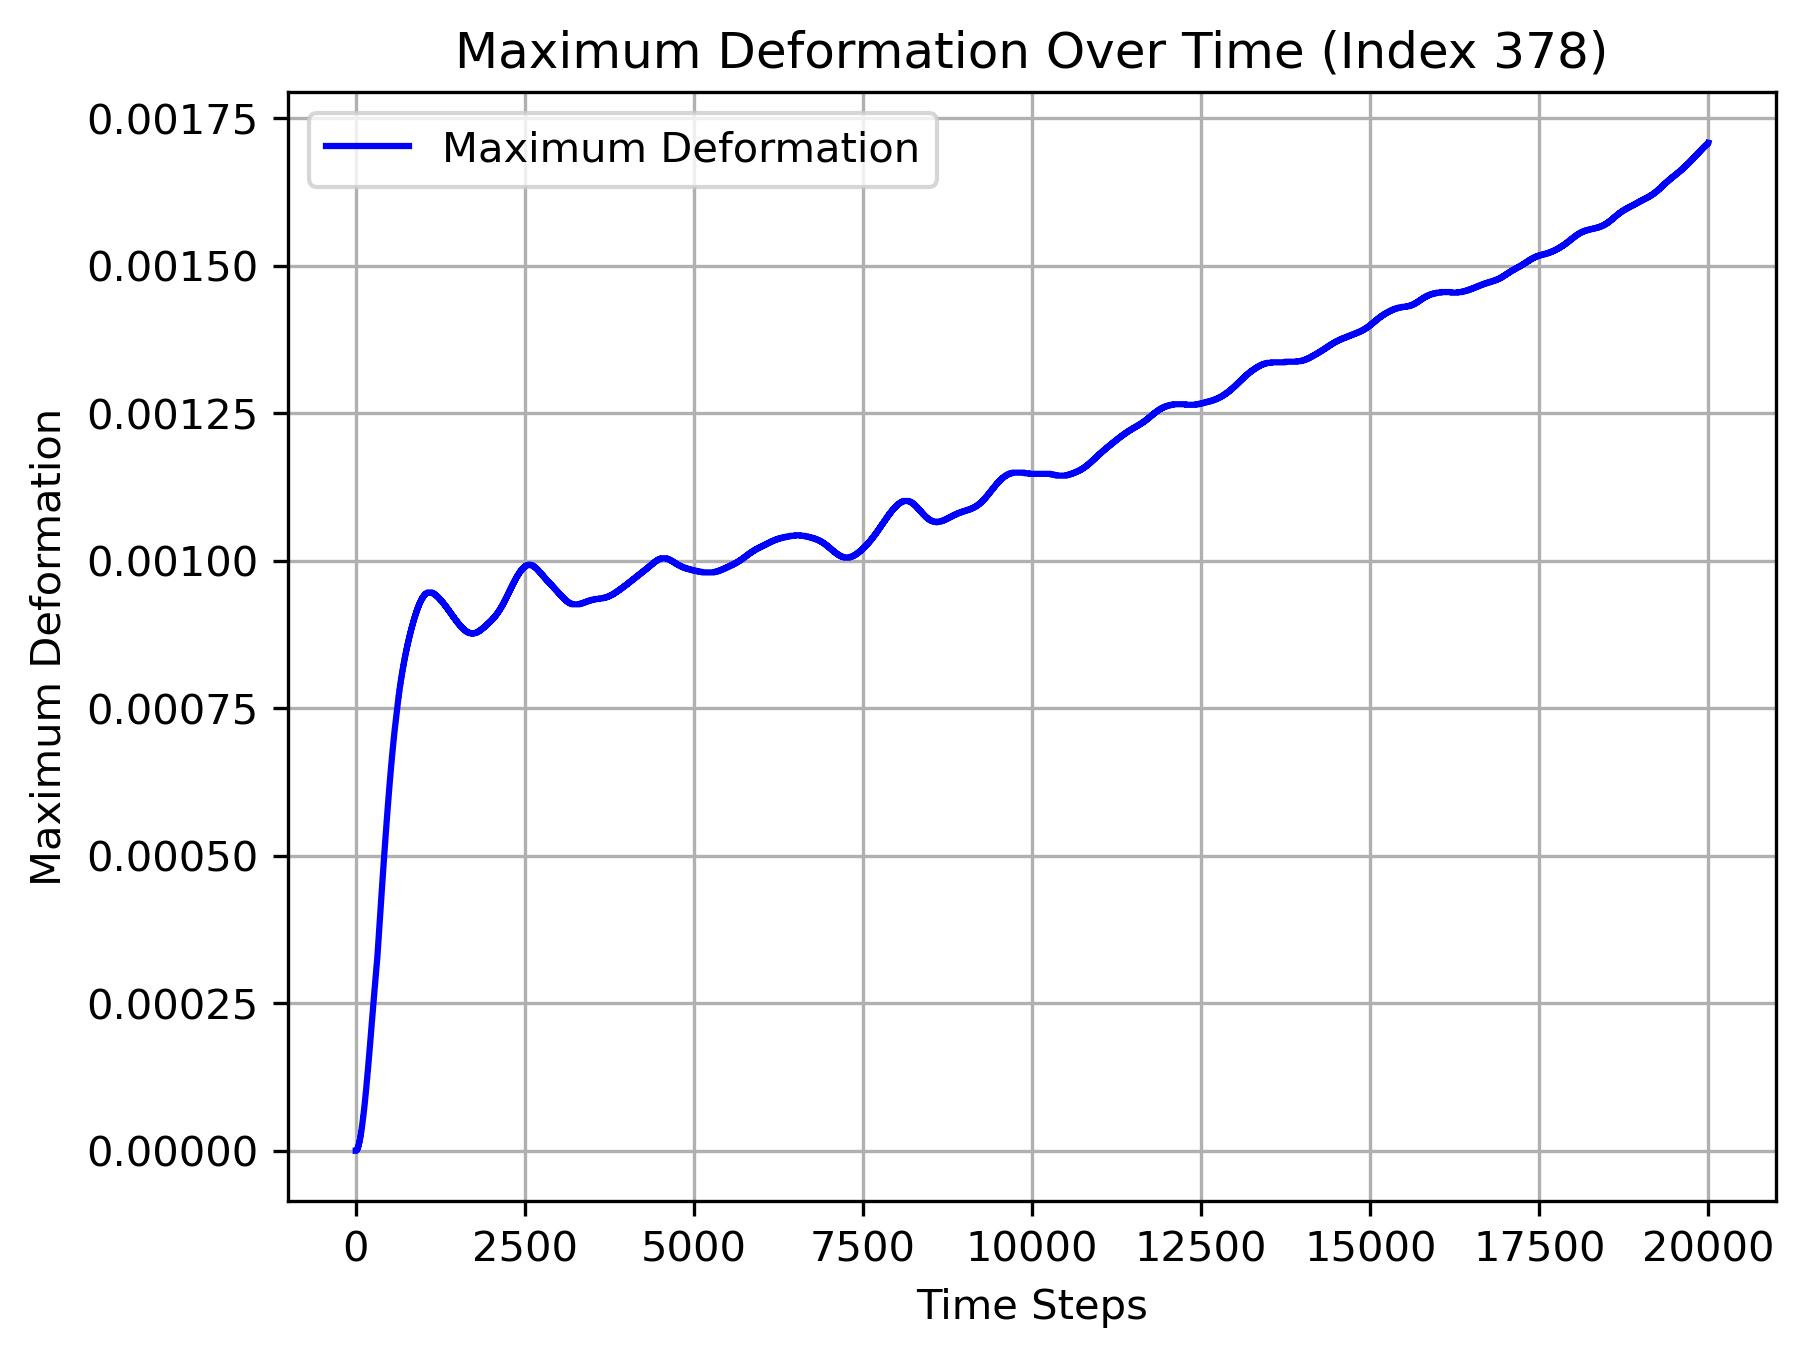 Maximum Deformation Over Time (Index 378)
Maximum Deformation
0.00175
0.00150
0.00125
0.00100
0.00075
0.00050
0.00025
0.00000
Maximum Deformation
0 2500 5000 7500 10000 12500 15000 17500 20000
Time Steps